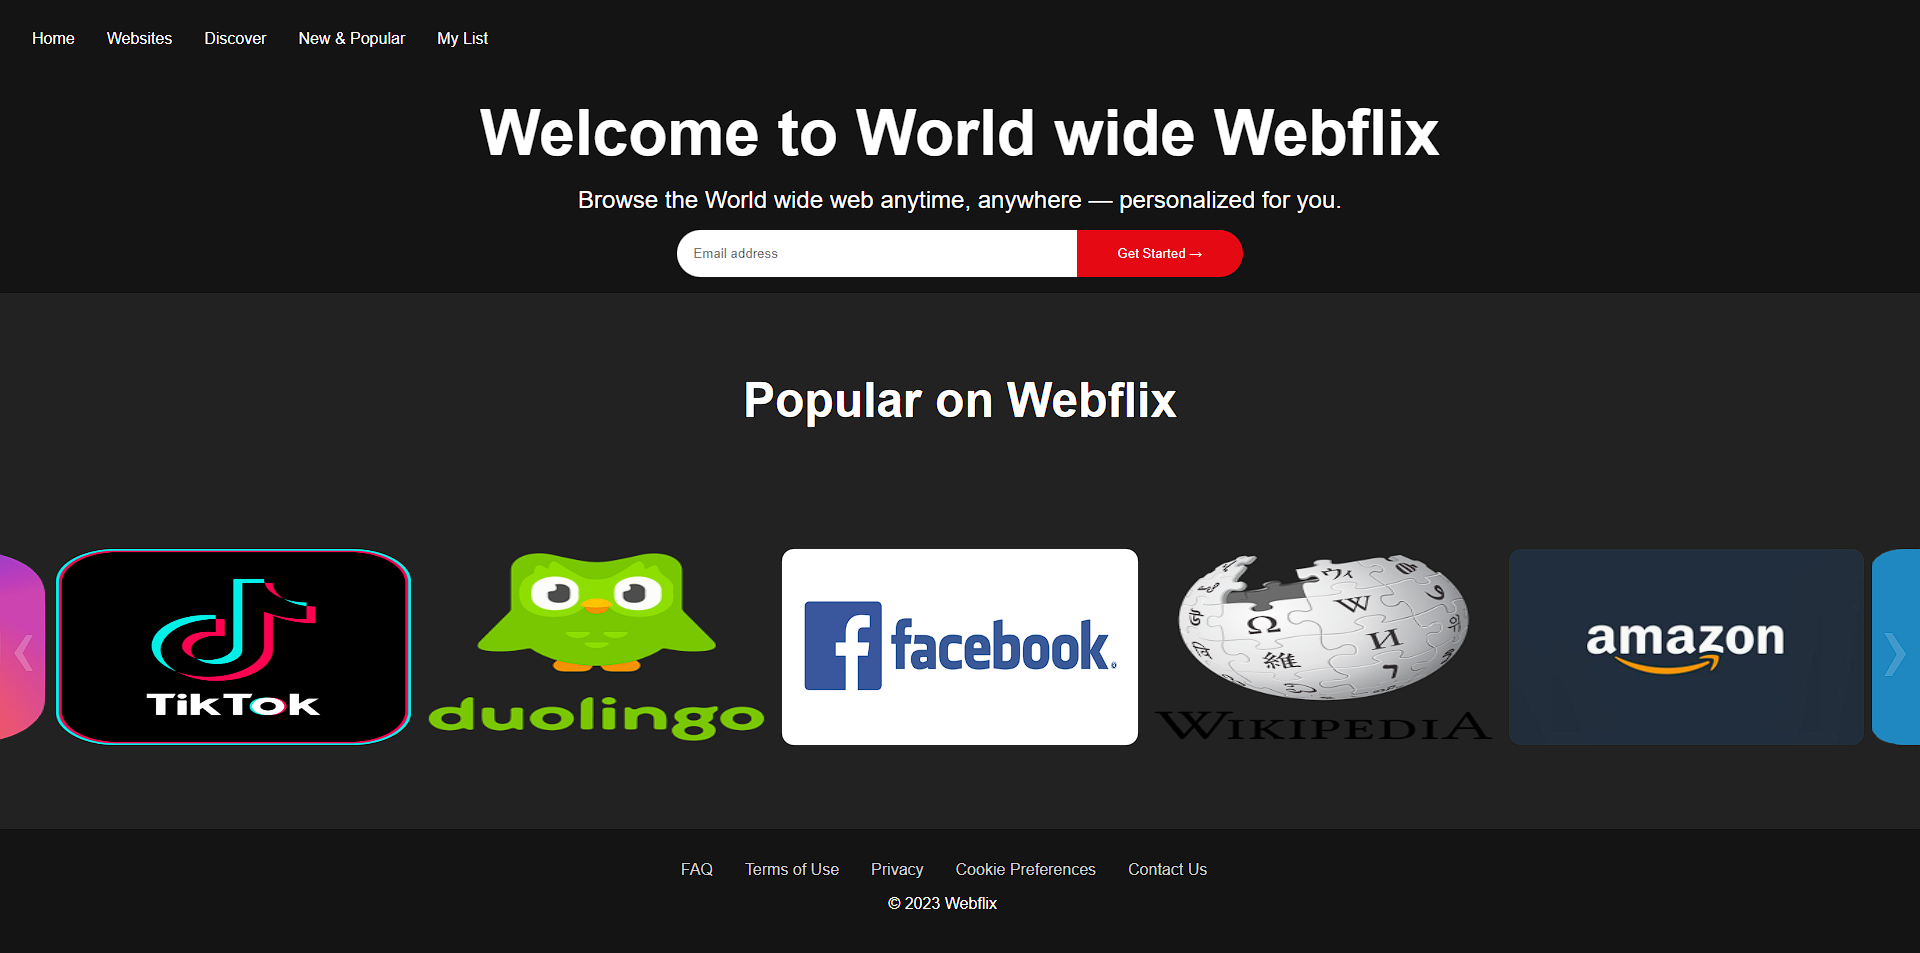 Home Websites Discover New & Popular My List
Welcome to World wide Webflix
Browse the World wide web anytime, anywhere — personalized for you.
Email address Get Started →
Popular on Webflix
TikTok
duolingo
facebook
Ω W И 維 ウィ
WIKIPEDIA
amazon
FAQ Terms of Use Privacy Cookie Preferences Contact Us
© 2023 Webflix